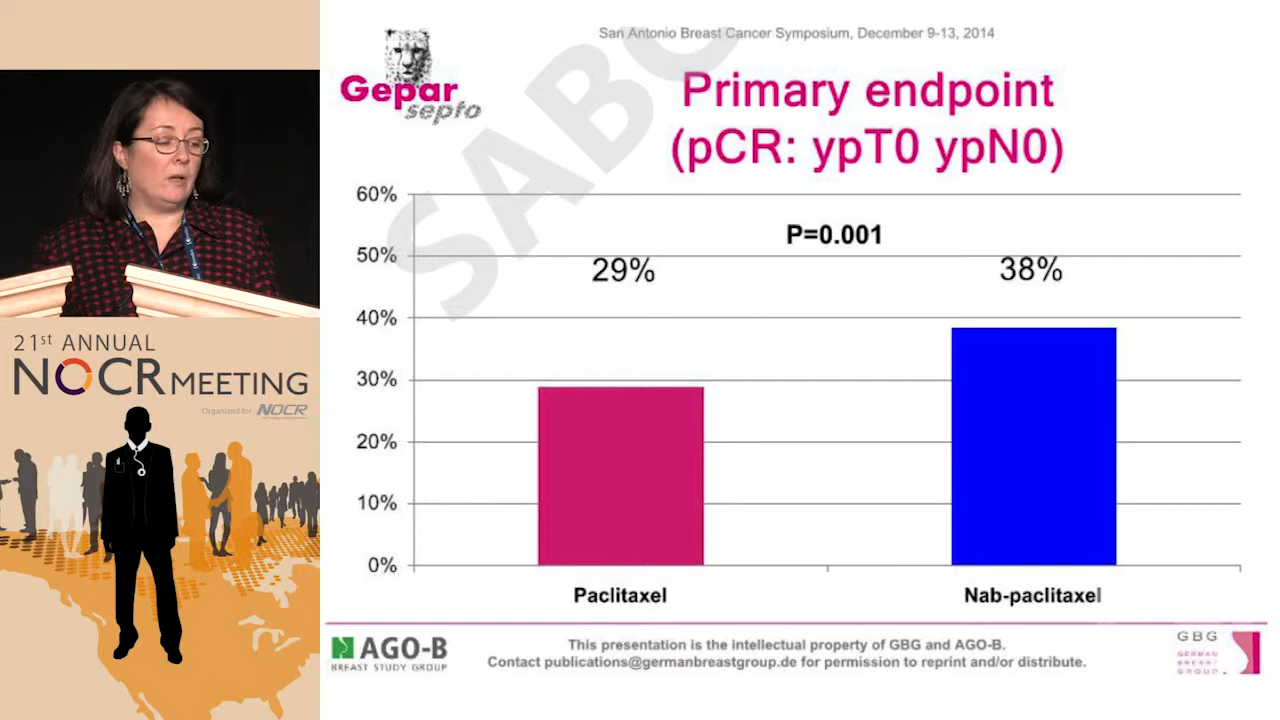 San Antonio Breast Cancer Symposium, December 9-13, 2014
Gepar
septo
Primary endpoint
(pCR: ypT0 ypN0)
SABC
60%
50%
40%
30%
20%
10%
0%
P=0.001
29%
38%
Paclitaxel
Nab-paclitaxel
AGO-B
BREAST STUDY GROUP
This presentation is the intellectual property of GBG and AGO-B.
Contact publications@germanbreastgroup.de for permission to reprint and/or distribute.
GBG
GERMAN
BREAST
GROUP
21st ANNUAL
NOCR MEETING
Organized for NOCR